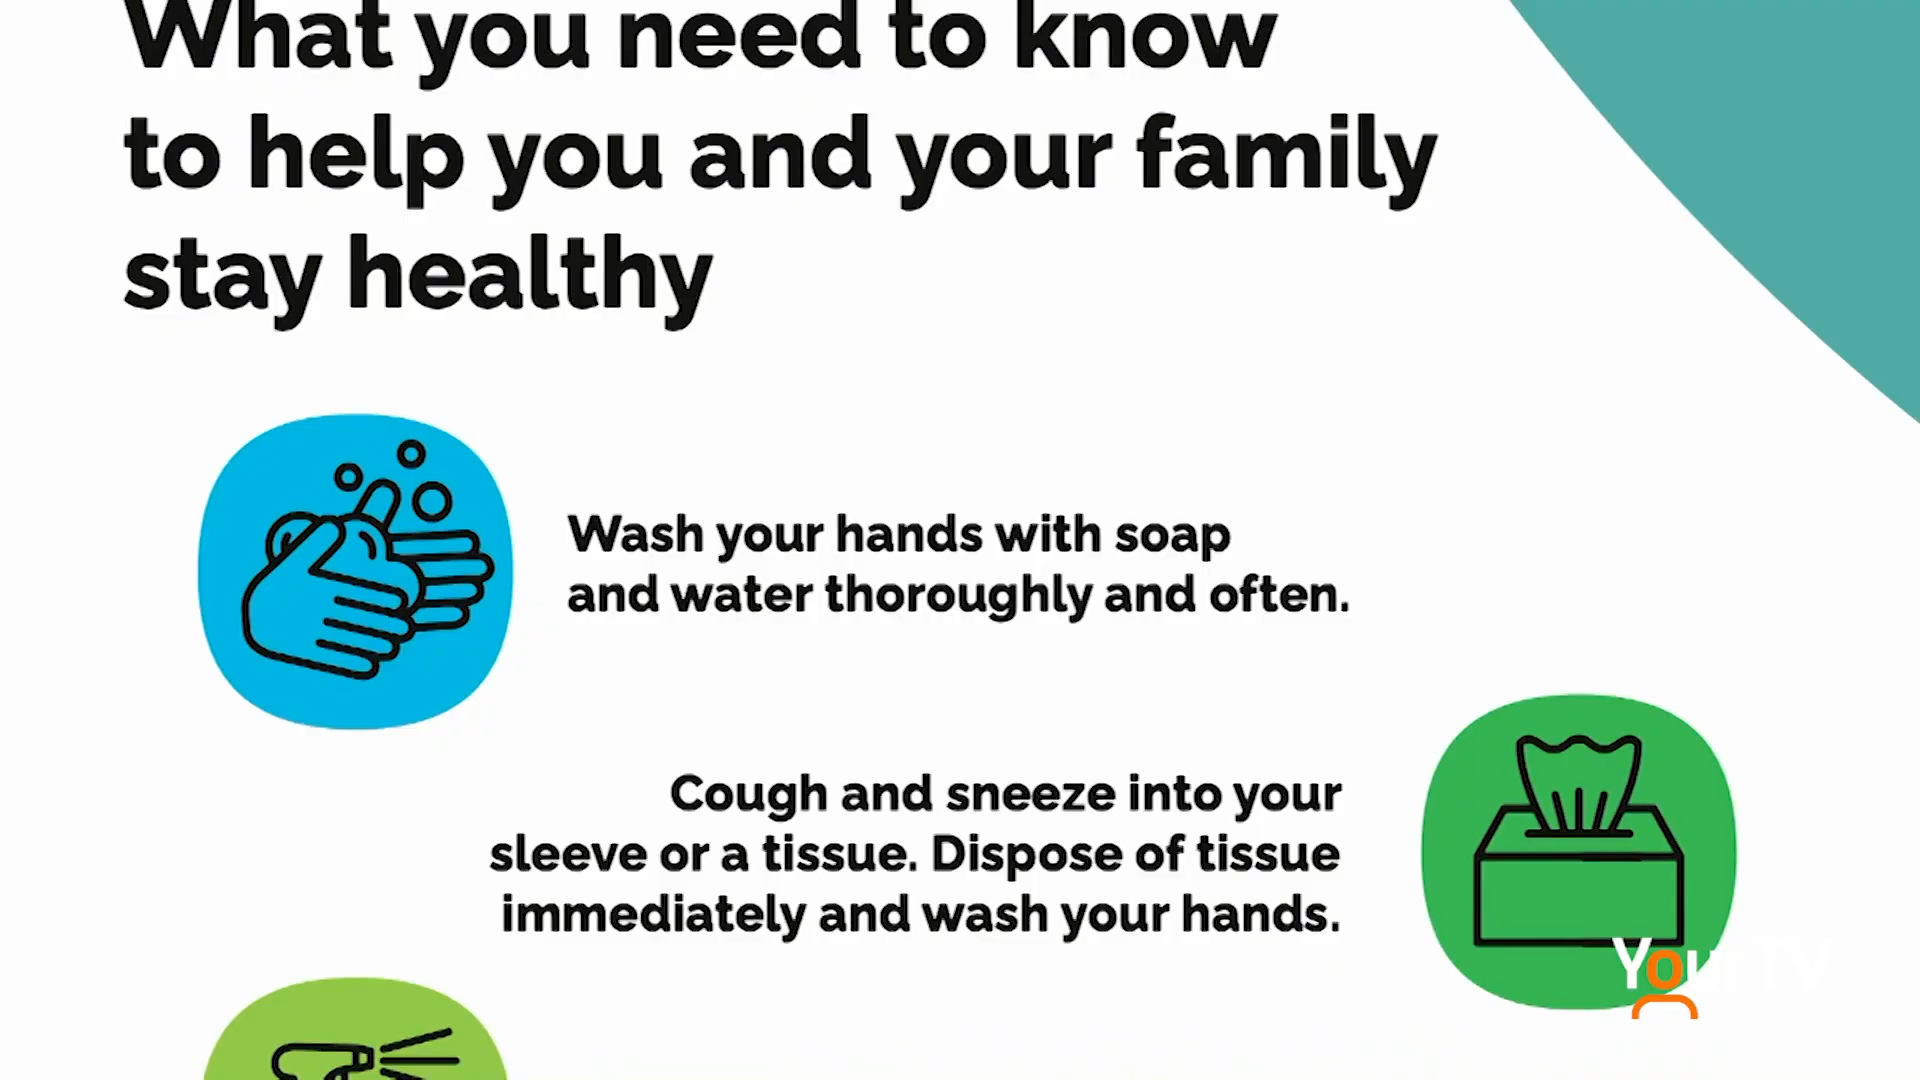 What you need to know
to help you and your family
stay healthy
Wash your hands with soap
and water thoroughly and often.
Cough and sneeze into your
sleeve or a tissue. Dispose of tissue
immediately and wash your hands.
YourTV